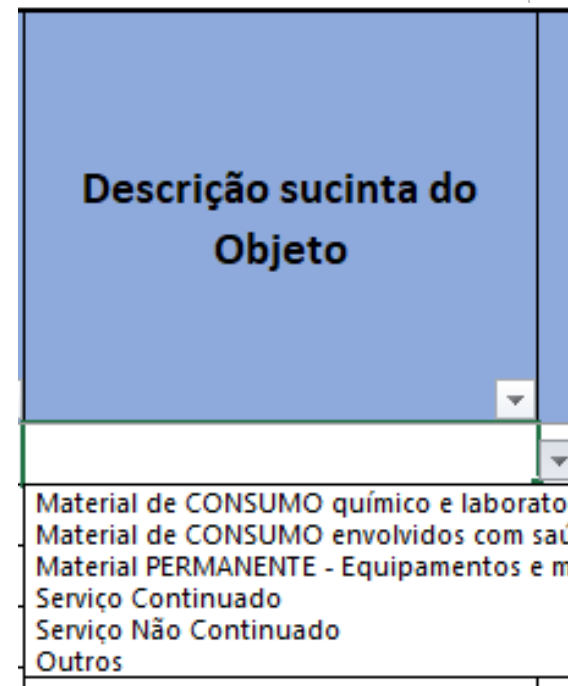 Descrição sucinta do
Objeto
Material de CONSUMO químico e
Material de CONSUMO envolvidos com
Material PERMANENTE - Equipamentos e
Serviço Continuado
Serviço Não Continuado
Outros